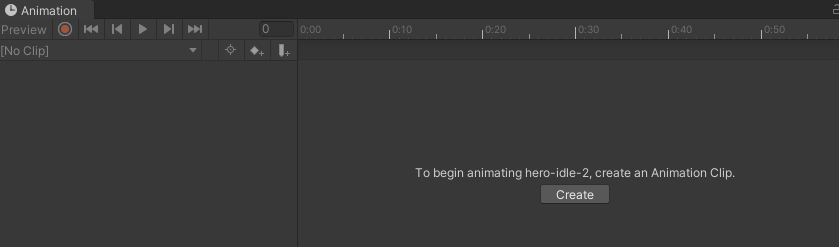 Animation
Preview 0 0:00 0:10 0:20 0:30 0:40 0:50
[No Clip]
To begin animating hero-idle-2, create an Animation Clip.
Create